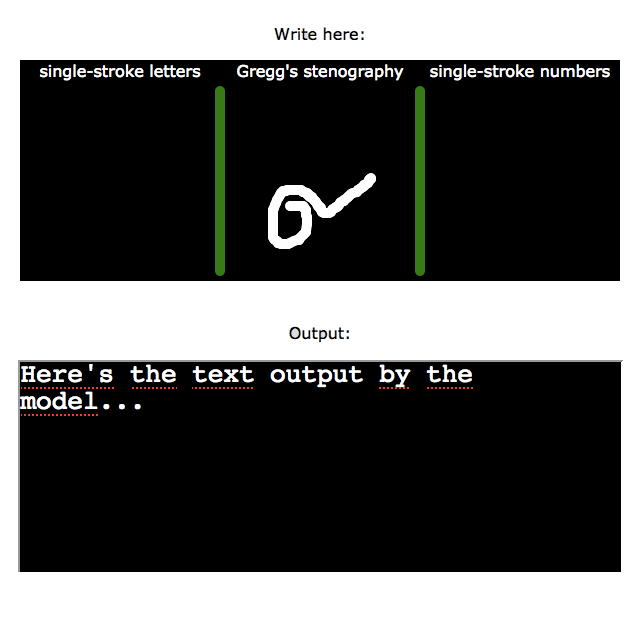 Write here:
single-stroke letters Gregg's stenography single-stroke numbers
Output:
Here's the text output by the
model...